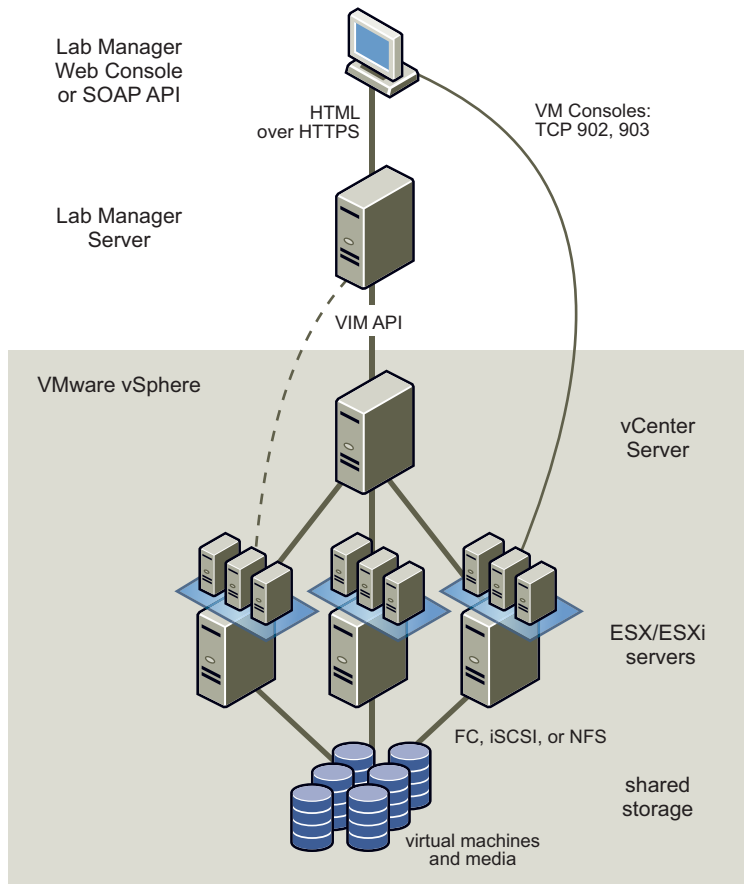 Lab Manager
Web Console
or SOAP API
HTML
over HTTPS
VM Consoles:
TCP 902, 903
Lab Manager
Server
VIM API
VMware vSphere
vCenter
Server
ESX/ESXi
servers
FC, iSCSI, or NFS
shared
storage
virtual machines
and media